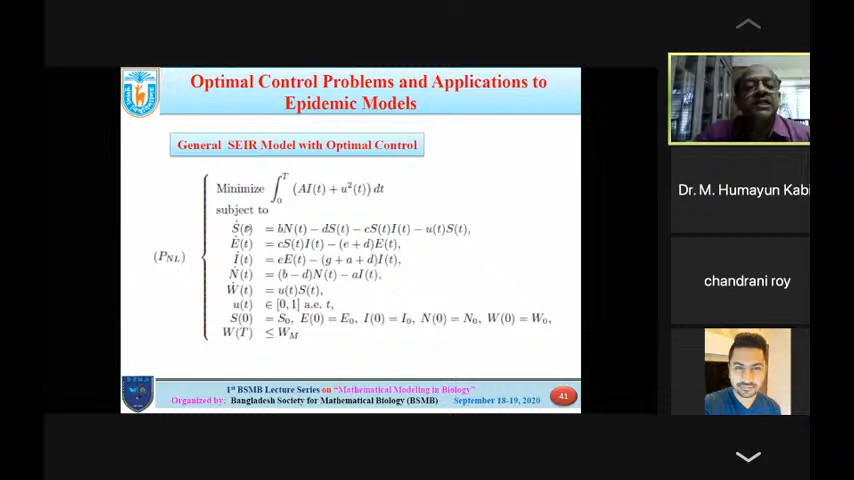 Optimal Control Problems and Applications to
Epidemic Models
General SEIR Model with Optimal Control
Minimize ∫₀ᵀ (AI(t) + u²(t)) dt
subject to
Ṡ(t) = bN(t) − dS(t) − cS(t)I(t) − u(t)S(t),
Ė(t) = cS(t)I(t) − (e + d)E(t),
İ(t) = eE(t) − (g + a + d)I(t),
(P_NL)
Ṅ(t) = (b − d)N(t) − aI(t),
Ẇ(t) = u(t)S(t),
u(t) ∈ [0, 1] a.e. t,
S(0) = S₀, E(0) = E₀, I(0) = I₀, N(0) = N₀, W(0) = W₀,
W(T) ≤ W_M
1st BSMB Lecture Series on "Mathematical Modeling in Biology"
Organized by: Bangladesh Society for Mathematical Biology (BSMB) September 18-19, 2020
41
Dr. M. Humayun Kabi
chandrani roy